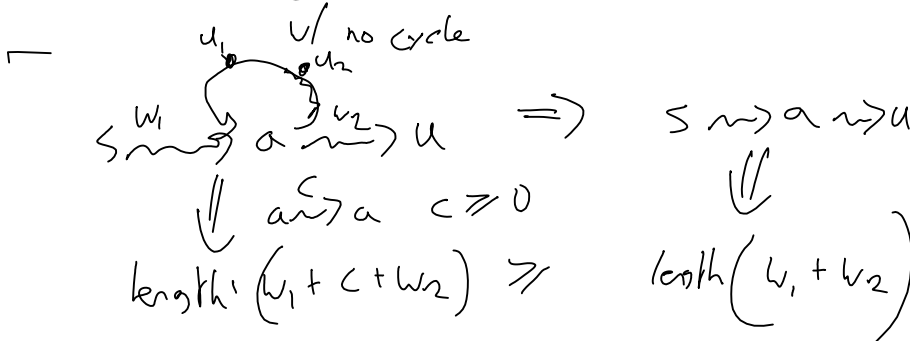 w/ no cycle
u₁ u₂
s w₁ ⇝ a w₂ ⇝ u ⇒ s ⇝ a ⇝ u
⇓ a c ⇝ a c ≥ 0 ⇓
length: (w₁ + c + w₂) ≥ length (w₁ + w₂)